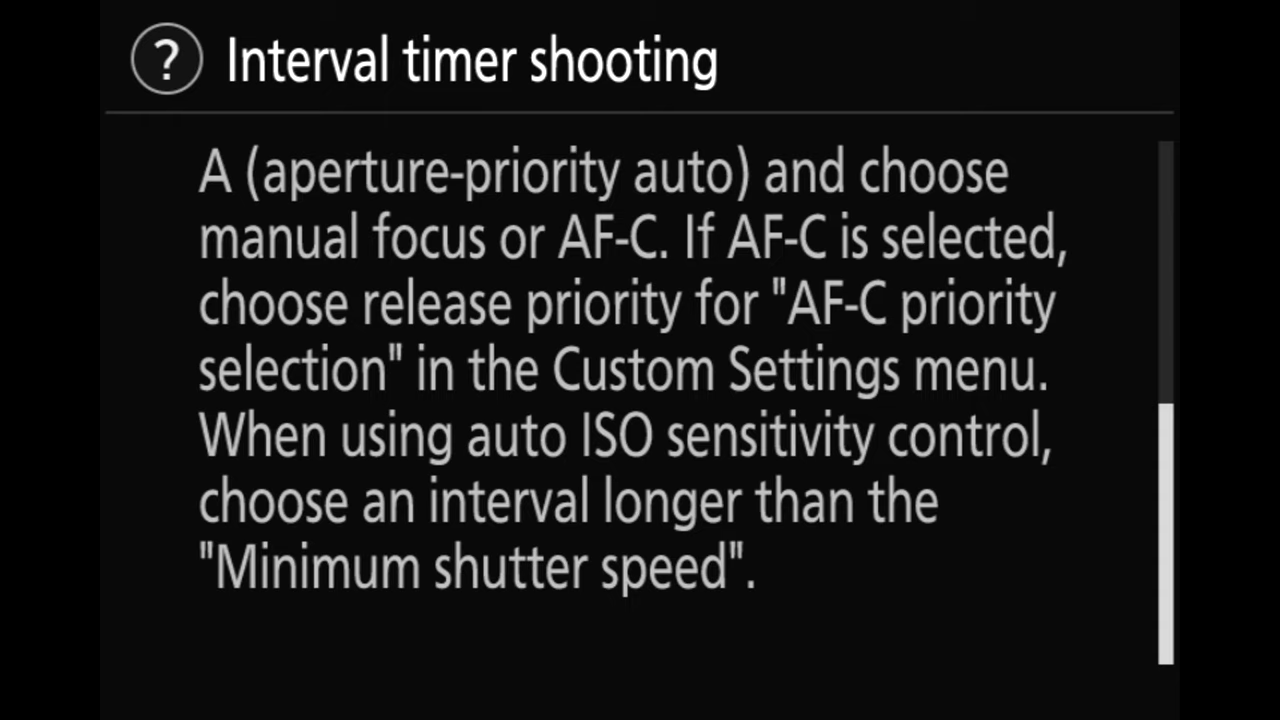 ? Interval timer shooting
A (aperture-priority auto) and choose
manual focus or AF-C. If AF-C is selected,
choose release priority for "AF-C priority
selection" in the Custom Settings menu.
When using auto ISO sensitivity control,
choose an interval longer than the
"Minimum shutter speed".